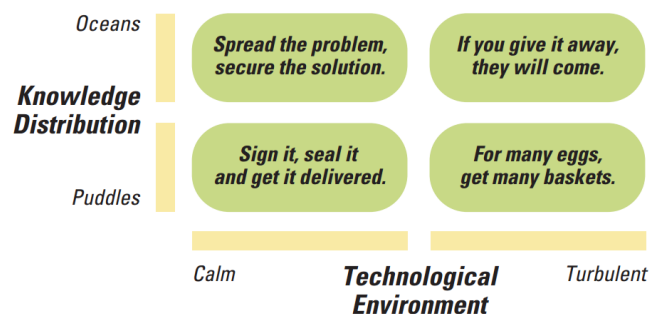 Oceans
Spread the problem,
secure the solution.
If you give it away,
they will come.
Knowledge
Distribution
Sign it, seal it
and get it delivered.
For many eggs,
get many baskets.
Puddles
Calm
Technological
Environment
Turbulent